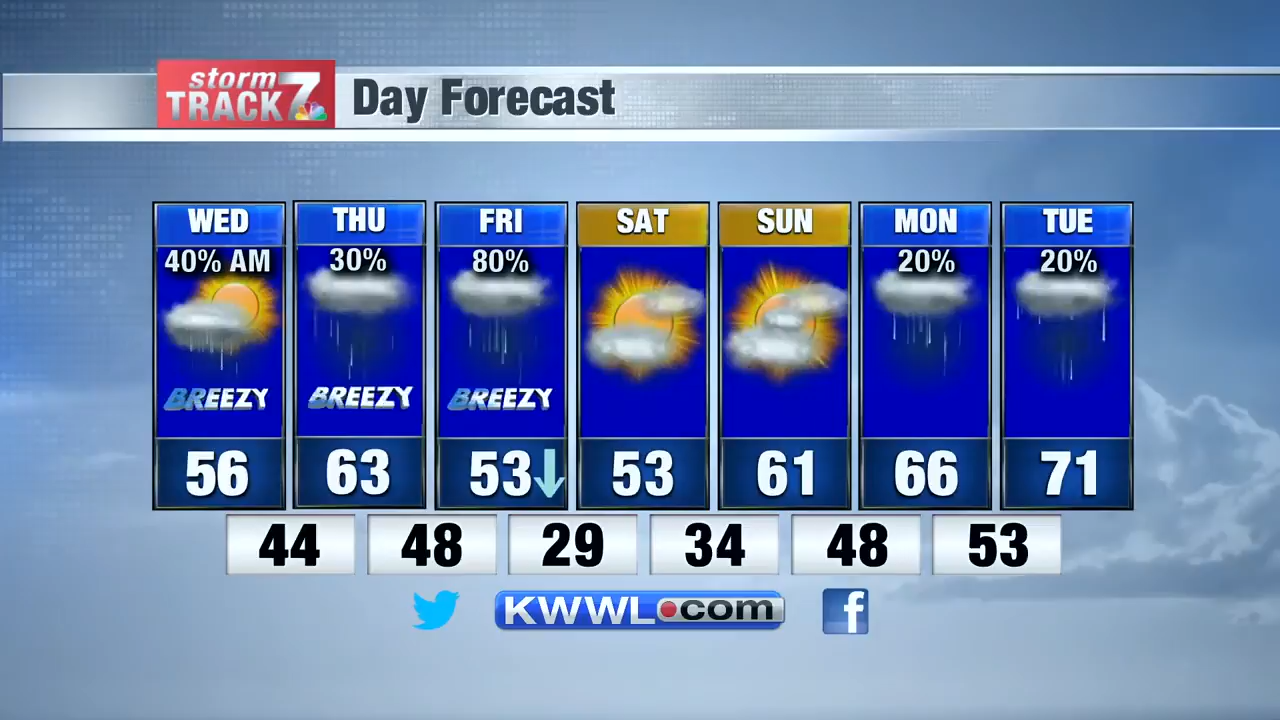 storm
TRACK 7 Day Forecast
WED THU FRI SAT SUN MON TUE
40% AM 30% 80% 20% 20%
BREEZY BREEZY BREEZY
56 63 53 53 61 66 71
44 48 29 34 48 53
KWWL.com f